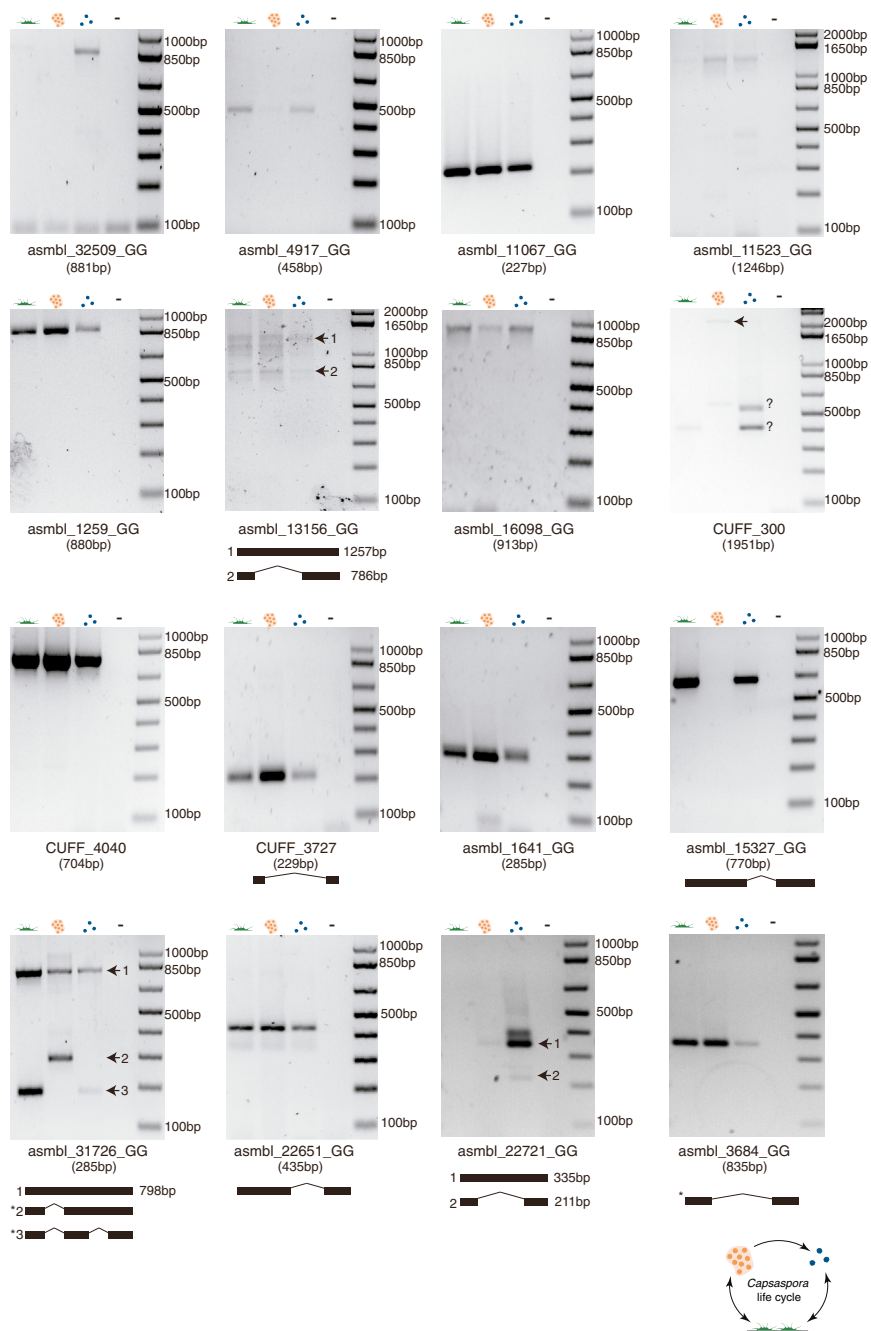 - - - -
1000bp 1000bp 1000bp 2000bp
850bp 850bp 850bp 1650bp
1000bp
850bp
500bp 500bp 500bp 500bp
100bp 100bp 100bp 100bp
asmbl_32509_GG asmbl_4917_GG asmbl_11067_GG asmbl_11523_GG
(881bp) (458bp) (227bp) (1246bp)
- - - -
1000bp 2000bp 1000bp 2000bp
850bp 1 1650bp 850bp 1650bp
1000bp 1000bp
2 850bp 850bp
500bp 500bp 500bp ? 500bp
?
100bp 100bp 100bp 100bp
asmbl_1259_GG asmbl_13156_GG asmbl_16098_GG CUFF_300
(880bp) 1 1257bp (913bp) (1951bp)
2 786bp
- - - -
1000bp 1000bp 1000bp 1000bp
850bp 850bp 850bp 850bp
500bp 500bp 500bp 500bp
100bp 100bp 100bp 100bp
CUFF_4040 CUFF_3727 asmbl_1641_GG asmbl_15327_GG
(704bp) (229bp) (285bp) (770bp)
- - - -
1000bp 1000bp 1000bp 1000bp
1 850bp 850bp 850bp 850bp
500bp 500bp 500bp 500bp
2 1
3 2
100bp 100bp 100bp 100bp
asmbl_31726_GG asmbl_22651_GG asmbl_22721_GG asmbl_3684_GG
(285bp) (435bp) (835bp)
1 798bp 1 335bp
*2 2 211bp *
*3
Capsaspora
life cycle